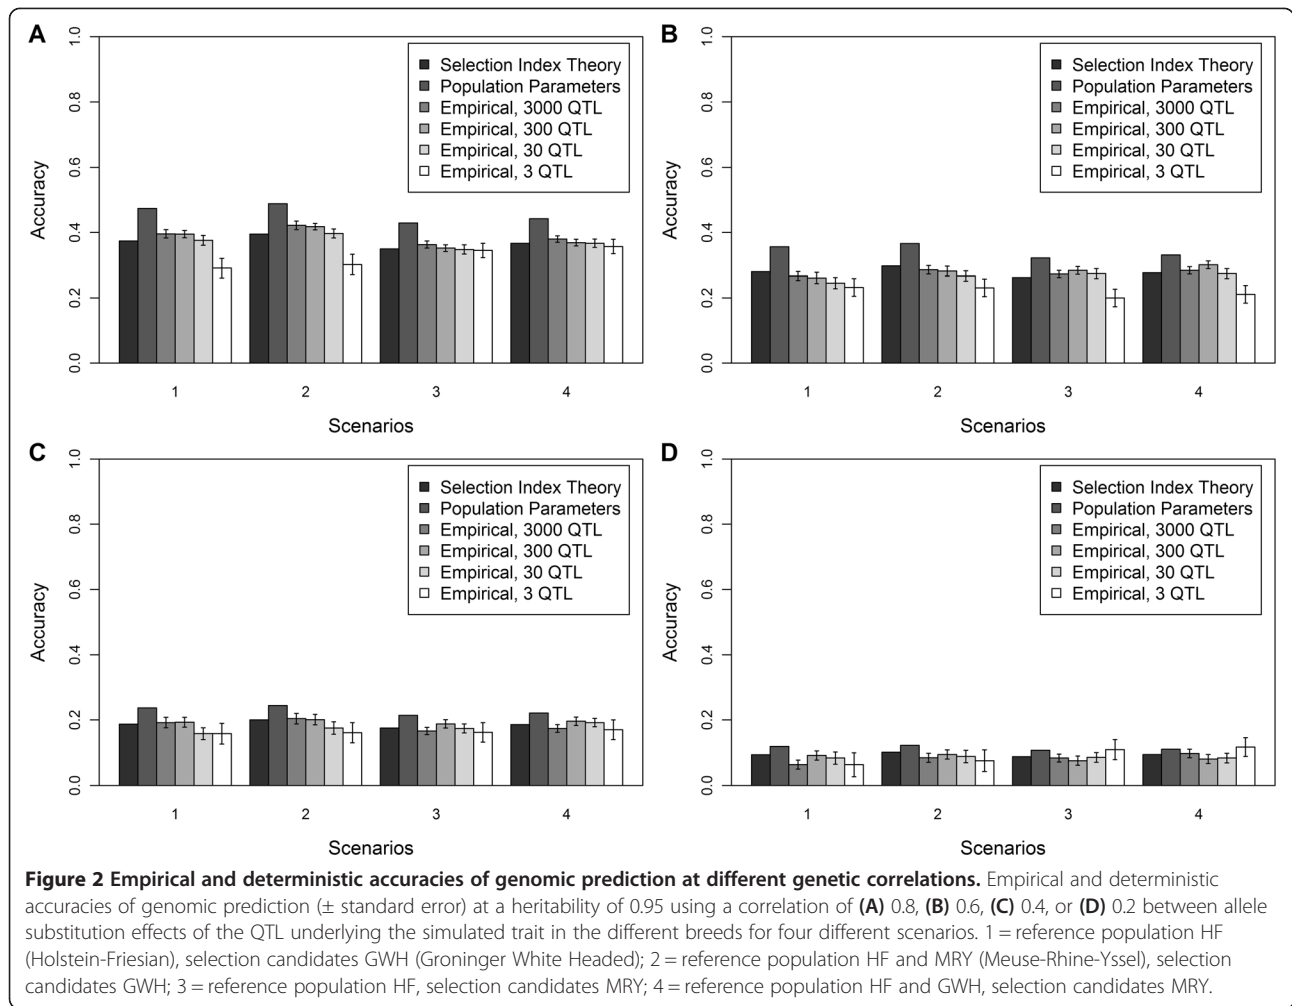 A
1.0
0.8
0.6
0.4
0.2
0.0
Accuracy
Selection Index Theory
Population Parameters
Empirical, 3000 QTL
Empirical, 300 QTL
Empirical, 30 QTL
Empirical, 3 QTL
1 2 3 4
Scenarios
B
1.0
0.8
0.6
0.4
0.2
0.0
Accuracy
Selection Index Theory
Population Parameters
Empirical, 3000 QTL
Empirical, 300 QTL
Empirical, 30 QTL
Empirical, 3 QTL
1 2 3 4
Scenarios
C
1.0
0.8
0.6
0.4
0.2
0.0
Accuracy
Selection Index Theory
Population Parameters
Empirical, 3000 QTL
Empirical, 300 QTL
Empirical, 30 QTL
Empirical, 3 QTL
1 2 3 4
Scenarios
D
1.0
0.8
0.6
0.4
0.2
0.0
Accuracy
Selection Index Theory
Population Parameters
Empirical, 3000 QTL
Empirical, 300 QTL
Empirical, 30 QTL
Empirical, 3 QTL
1 2 3 4
Scenarios
Figure 2 Empirical and deterministic accuracies of genomic prediction at different genetic correlations. Empirical and deterministic
accuracies of genomic prediction (± standard error) at a heritability of 0.95 using a correlation of (A) 0.8, (B) 0.6, (C) 0.4, or (D) 0.2 between allele
substitution effects of the QTL underlying the simulated trait in the different breeds for four different scenarios. 1 = reference population HF
(Holstein-Friesian), selection candidates GWH (Groninger White Headed); 2 = reference population HF and MRY (Meuse-Rhine-Yssel), selection
candidates GWH; 3 = reference population HF, selection candidates MRY; 4 = reference population HF and GWH, selection candidates MRY.